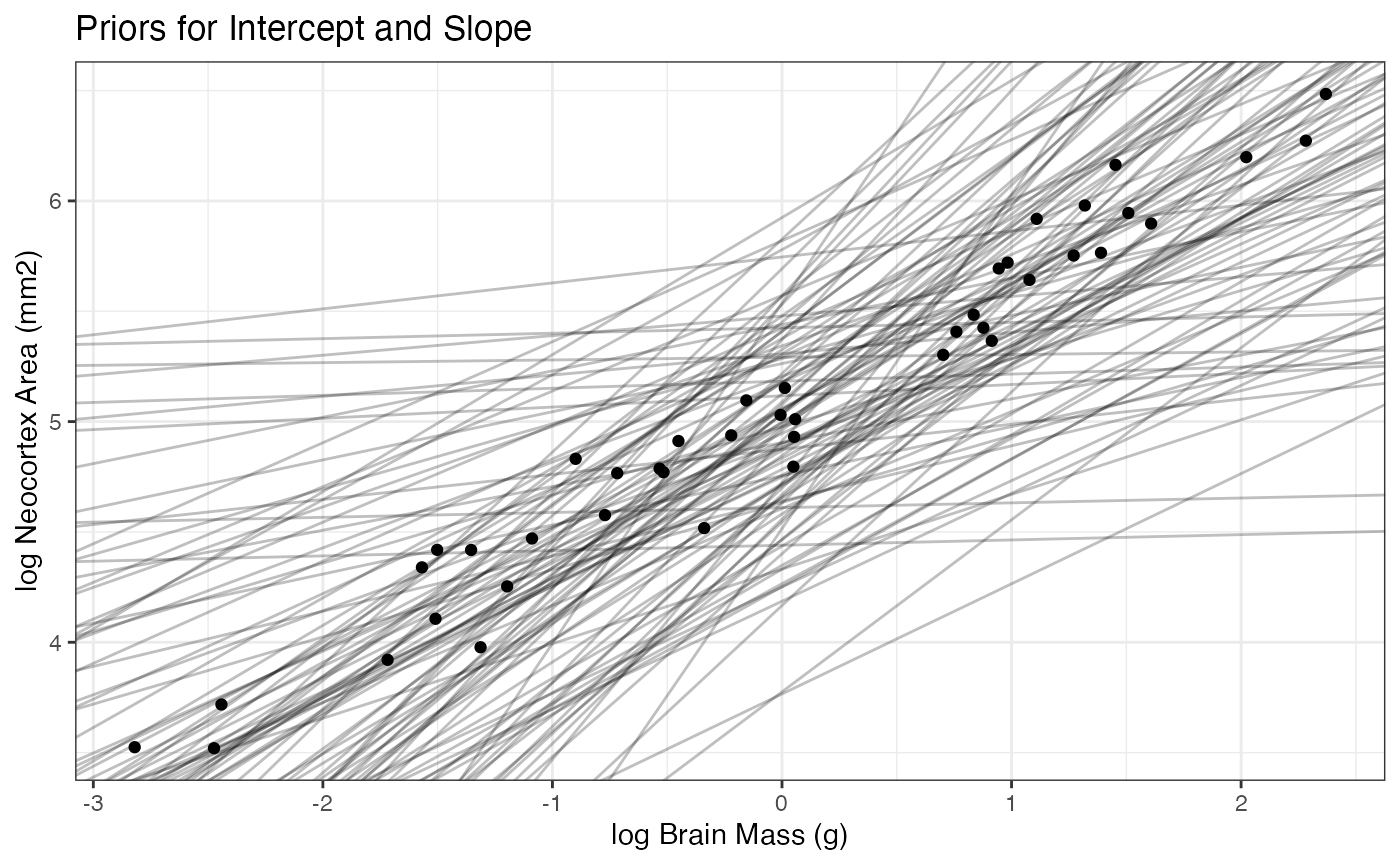 Priors for Intercept and Slope
log Neocortex Area (mm2)
6
5
4
-3 -2 -1 0 1 2
log Brain Mass (g)